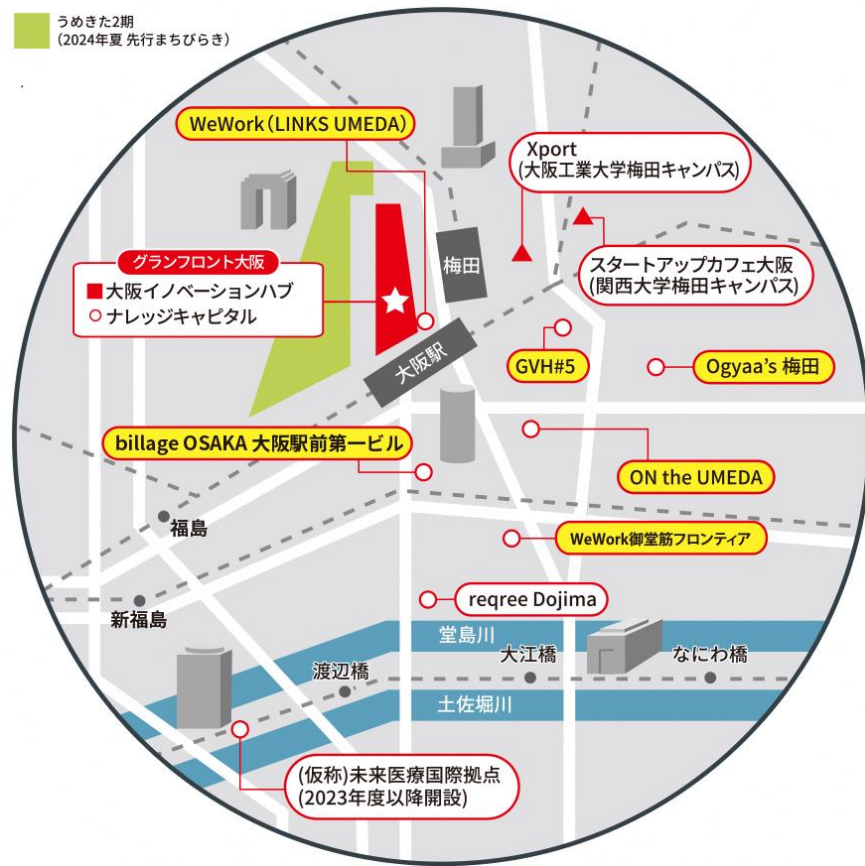 うめきた2期
(2024年夏 先行まちびらき)
WeWork(LINKS UMEDA)
Xport
(大阪工業大学梅田キャンパス)
梅田
グランフロント大阪
大阪イノベーションハブ
ナレッジキャピタル
スタートアップカフェ大阪
(関西大学梅田キャンパス)
大阪駅
GVH#5
Ogyaa's 梅田
billage OSAKA 大阪駅前第一ビル
ON the UMEDA
福島
WeWork御堂筋フロンティア
新福島
reqree Dojima
堂島川
渡辺橋
大江橋
なにわ橋
土佐堀川
(仮称)未来医療国際拠点
(2023年度以降開設)